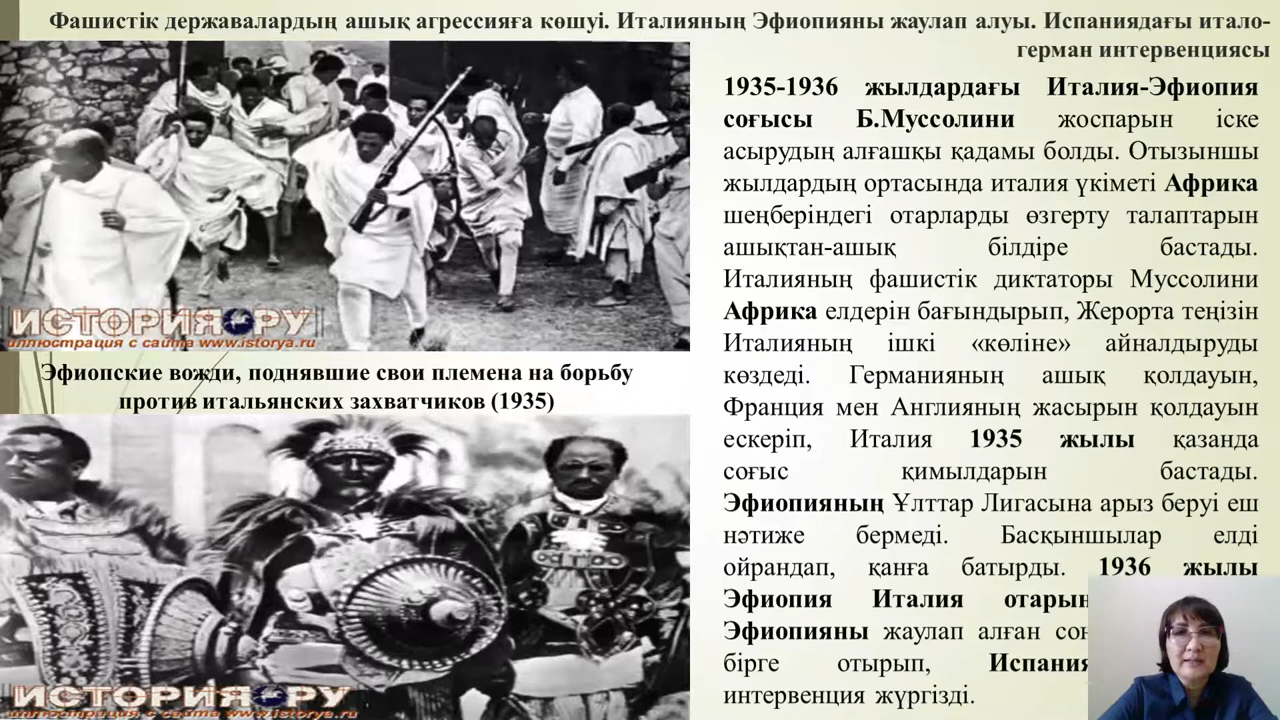 Фашистік державалардың ашық агрессияға көшуі. Италияның Эфиопияны жаулап алуы. Испаниядағы итало-
герман интервенциясы
ИСТОРИЯ.РУ
иллюстрация с сайта www.istorya.ru
Эфиопские вожди, поднявшие свои племена на борьбу
против итальянских захватчиков (1935)
ИСТОРИЯ.РУ
иллюстрация с сайта www.istorya.ru
1935-1936 жылдардағы Италия-Эфиопия
соғысы Б.Муссолини жоспарын іске
асырудың алғашқы қадамы болды. Отызыншы
жылдардың ортасында италия үкіметі Африка
шеңберіндегі отарларды өзгерту талаптарын
ашықтан-ашық білдіре бастады.
Италияның фашистік диктаторы Муссолини
Африка елдерін бағындырып, Жерорта теңізін
Италияның ішкі «көліне» айналдыруды
көздеді. Германияның ашық қолдауын,
Франция мен Англияның жасырын қолдауын
ескеріп, Италия 1935 жылы қазанда
соғыс қимылдарын бастады.
Эфиопияның Ұлттар Лигасына арыз беруі еш
нәтиже бермеді. Басқыншылар елді
ойрандап, қанға батырды. 1936 жылы
Эфиопия Италия отарын
Эфиопияны жаулап алған
бірге отырып, Испания
интервенция жүргізді.